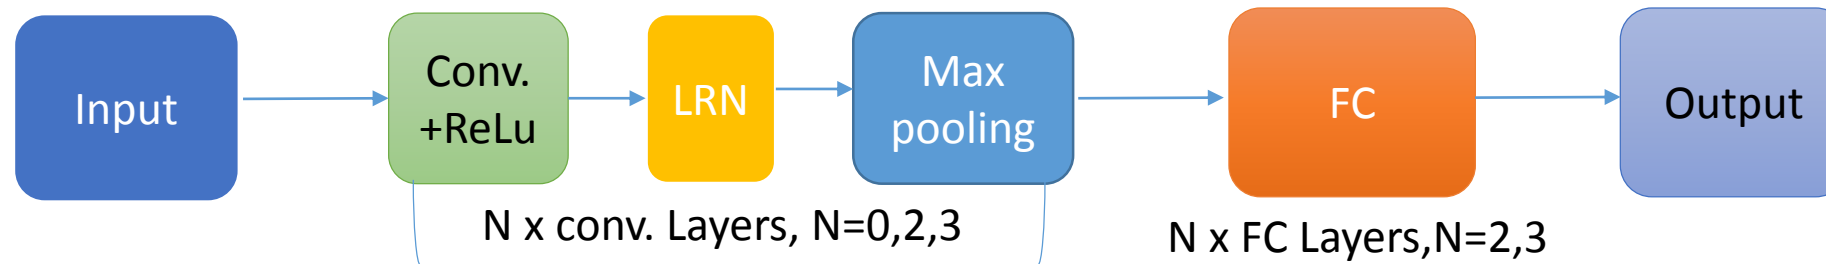 Input
Conv.
+ReLu
LRN
Max
pooling
FC
Output
N x conv. Layers, N=0,2,3
N x FC Layers,N=2,3